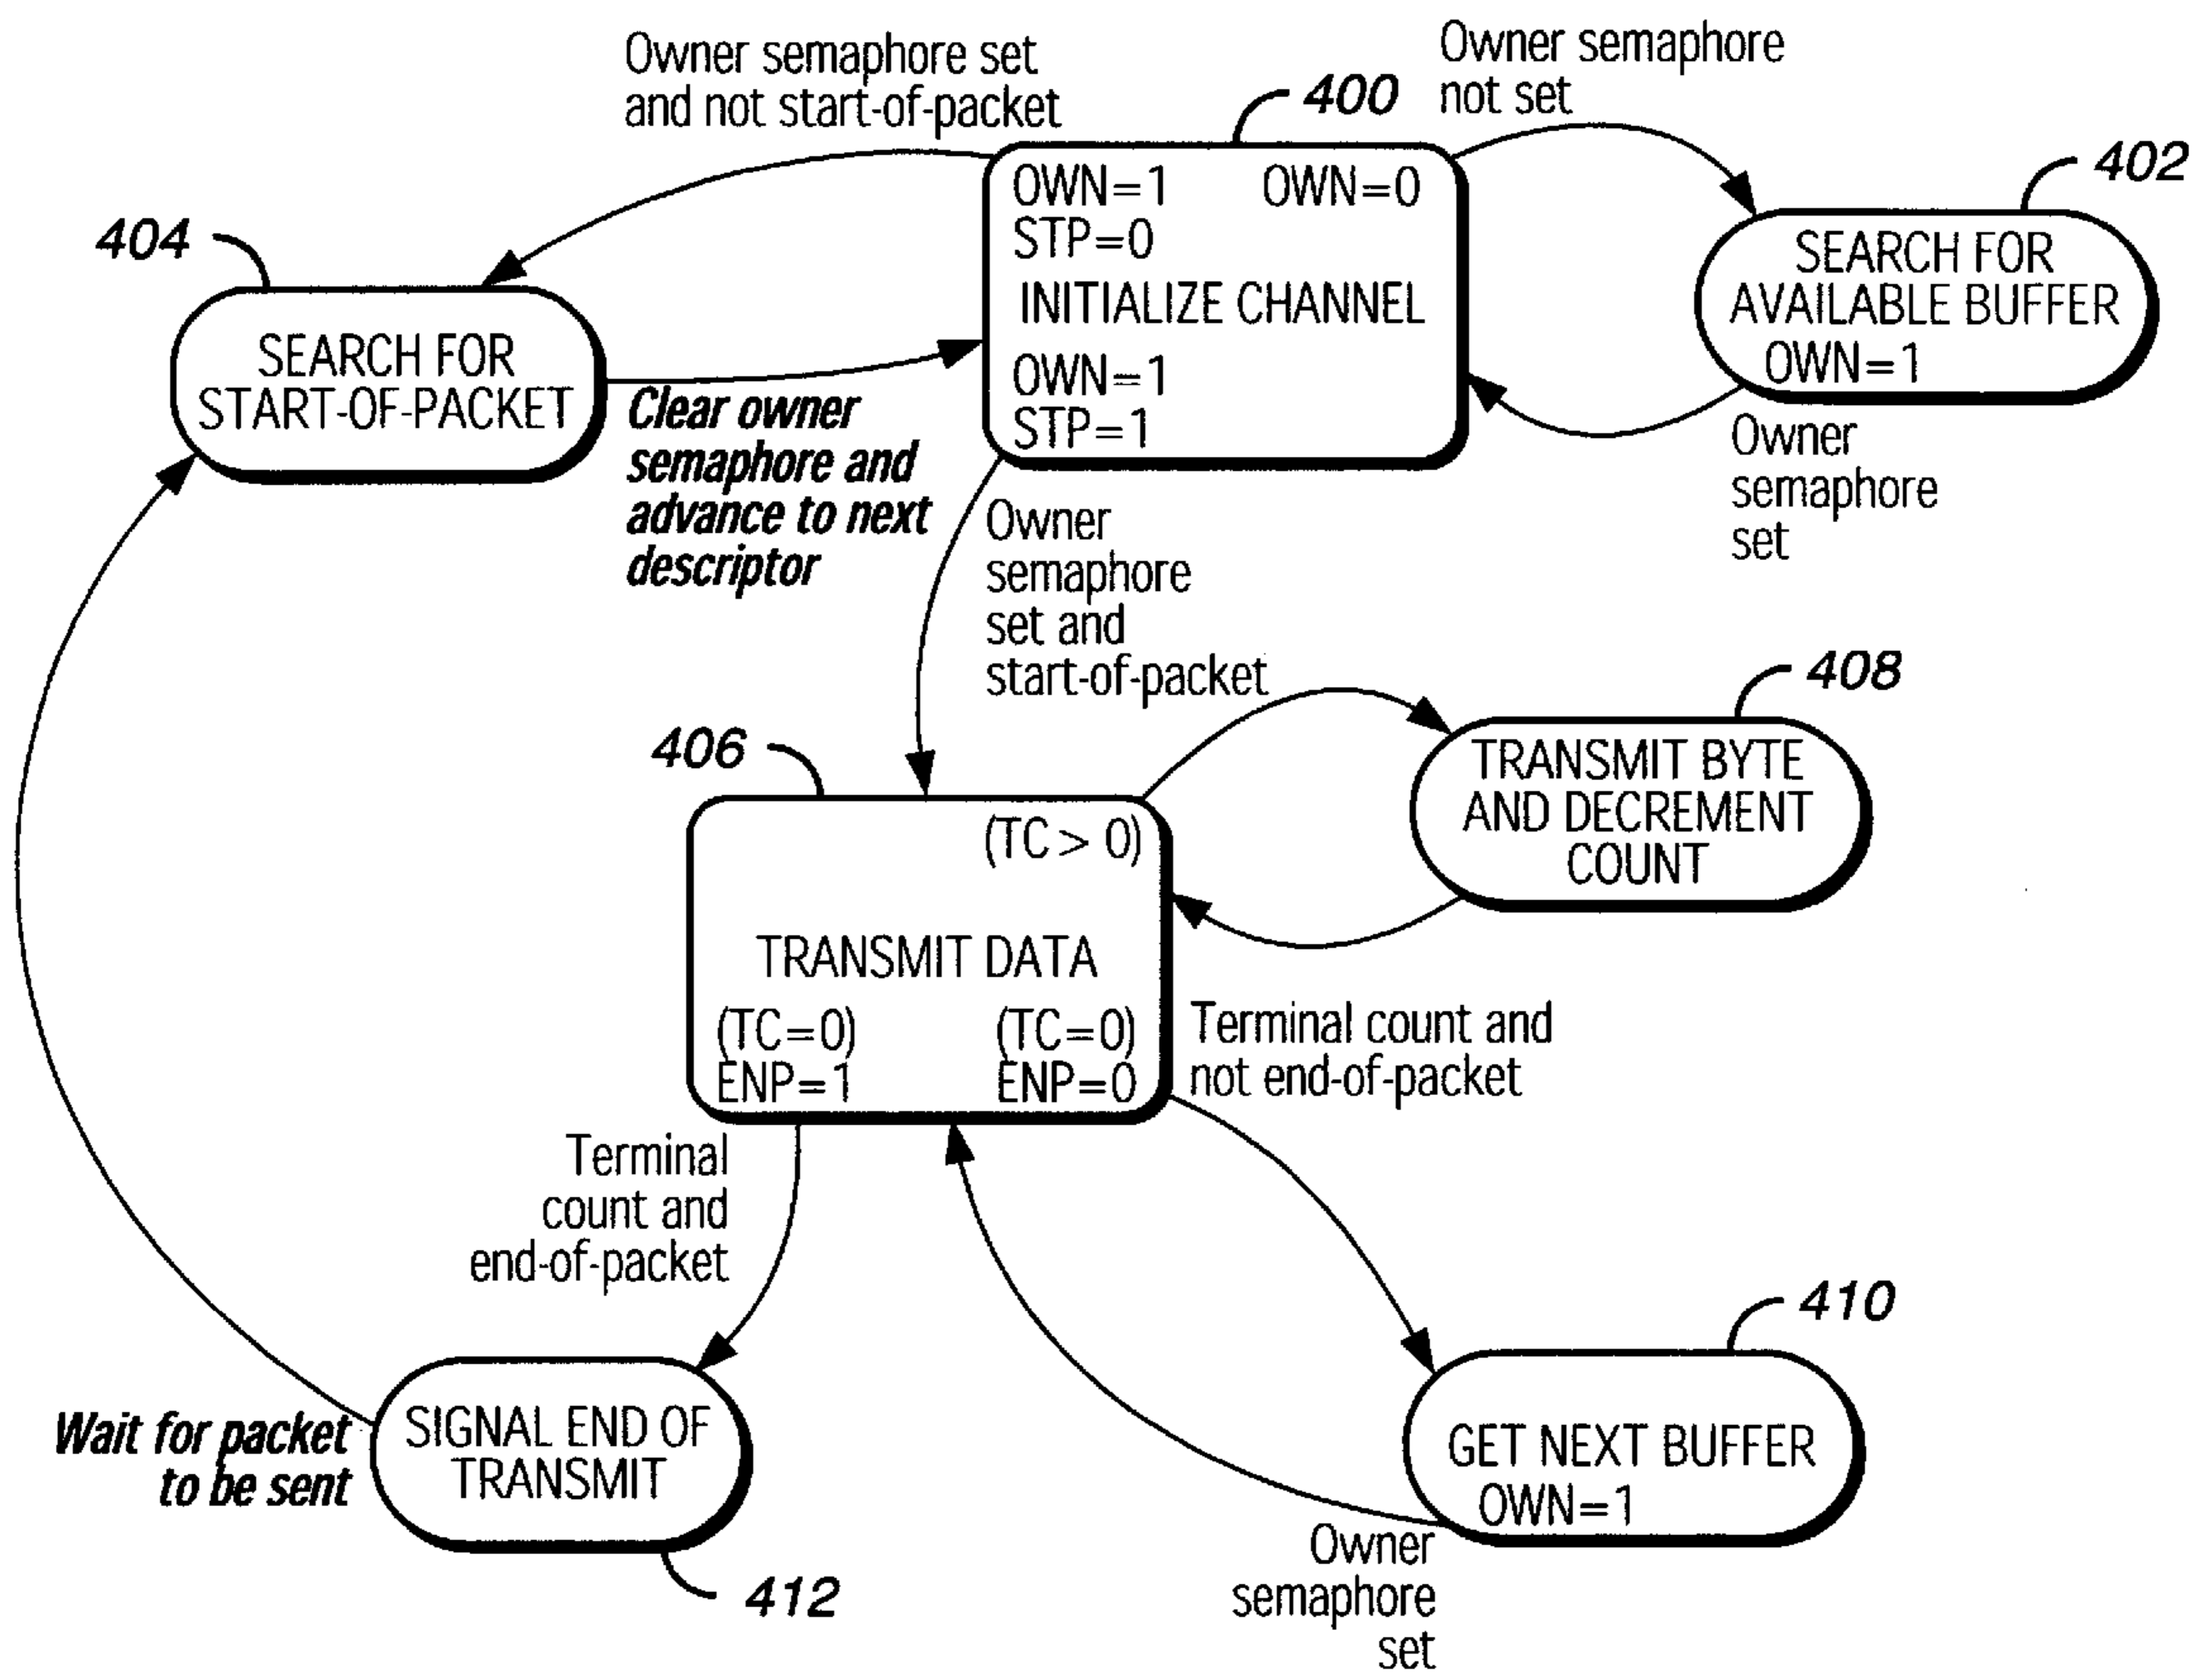 Owner semaphore set
and not start-of-packet
400
Owner semaphore
not set
402
OWN=1 OWN=0
STP=0
INITIALIZE CHANNEL
OWN=1
STP=1
SEARCH FOR
AVAILABLE BUFFER
OWN=1
404
SEARCH FOR
START-OF-PACKET
Clear owner
semaphore and
advance to next
descriptor
Owner
semaphore
set
Owner
semaphore
set and
start-of-packet
408
TRANSMIT BYTE
AND DECREMENT
COUNT
406
(TC > 0)
TRANSMIT DATA
(TC=0) (TC=0)
ENP=1 ENP=0
Terminal count and
not end-of-packet
Terminal
count and
end-of-packet
410
GET NEXT BUFFER
OWN=1
Wait for packet
to be sent
SIGNAL END OF
TRANSMIT
412
Owner
semaphore
set